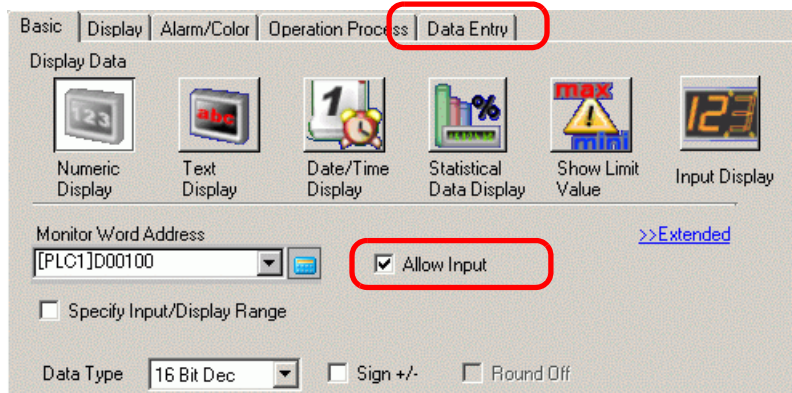 Basic Display Alarm/Color Operation Process Data Entry
Display Data
123 abc 1 % max mini 123
Numeric Display
Text Display
Date/Time Display
Statistical Data Display
Show Limit Value
Input Display
Monitor Word Address
>>Extended
[PLC1]D00100
Allow Input
Specify Input/Display Range
Data Type 16 Bit Dec Sign +/- Round Off